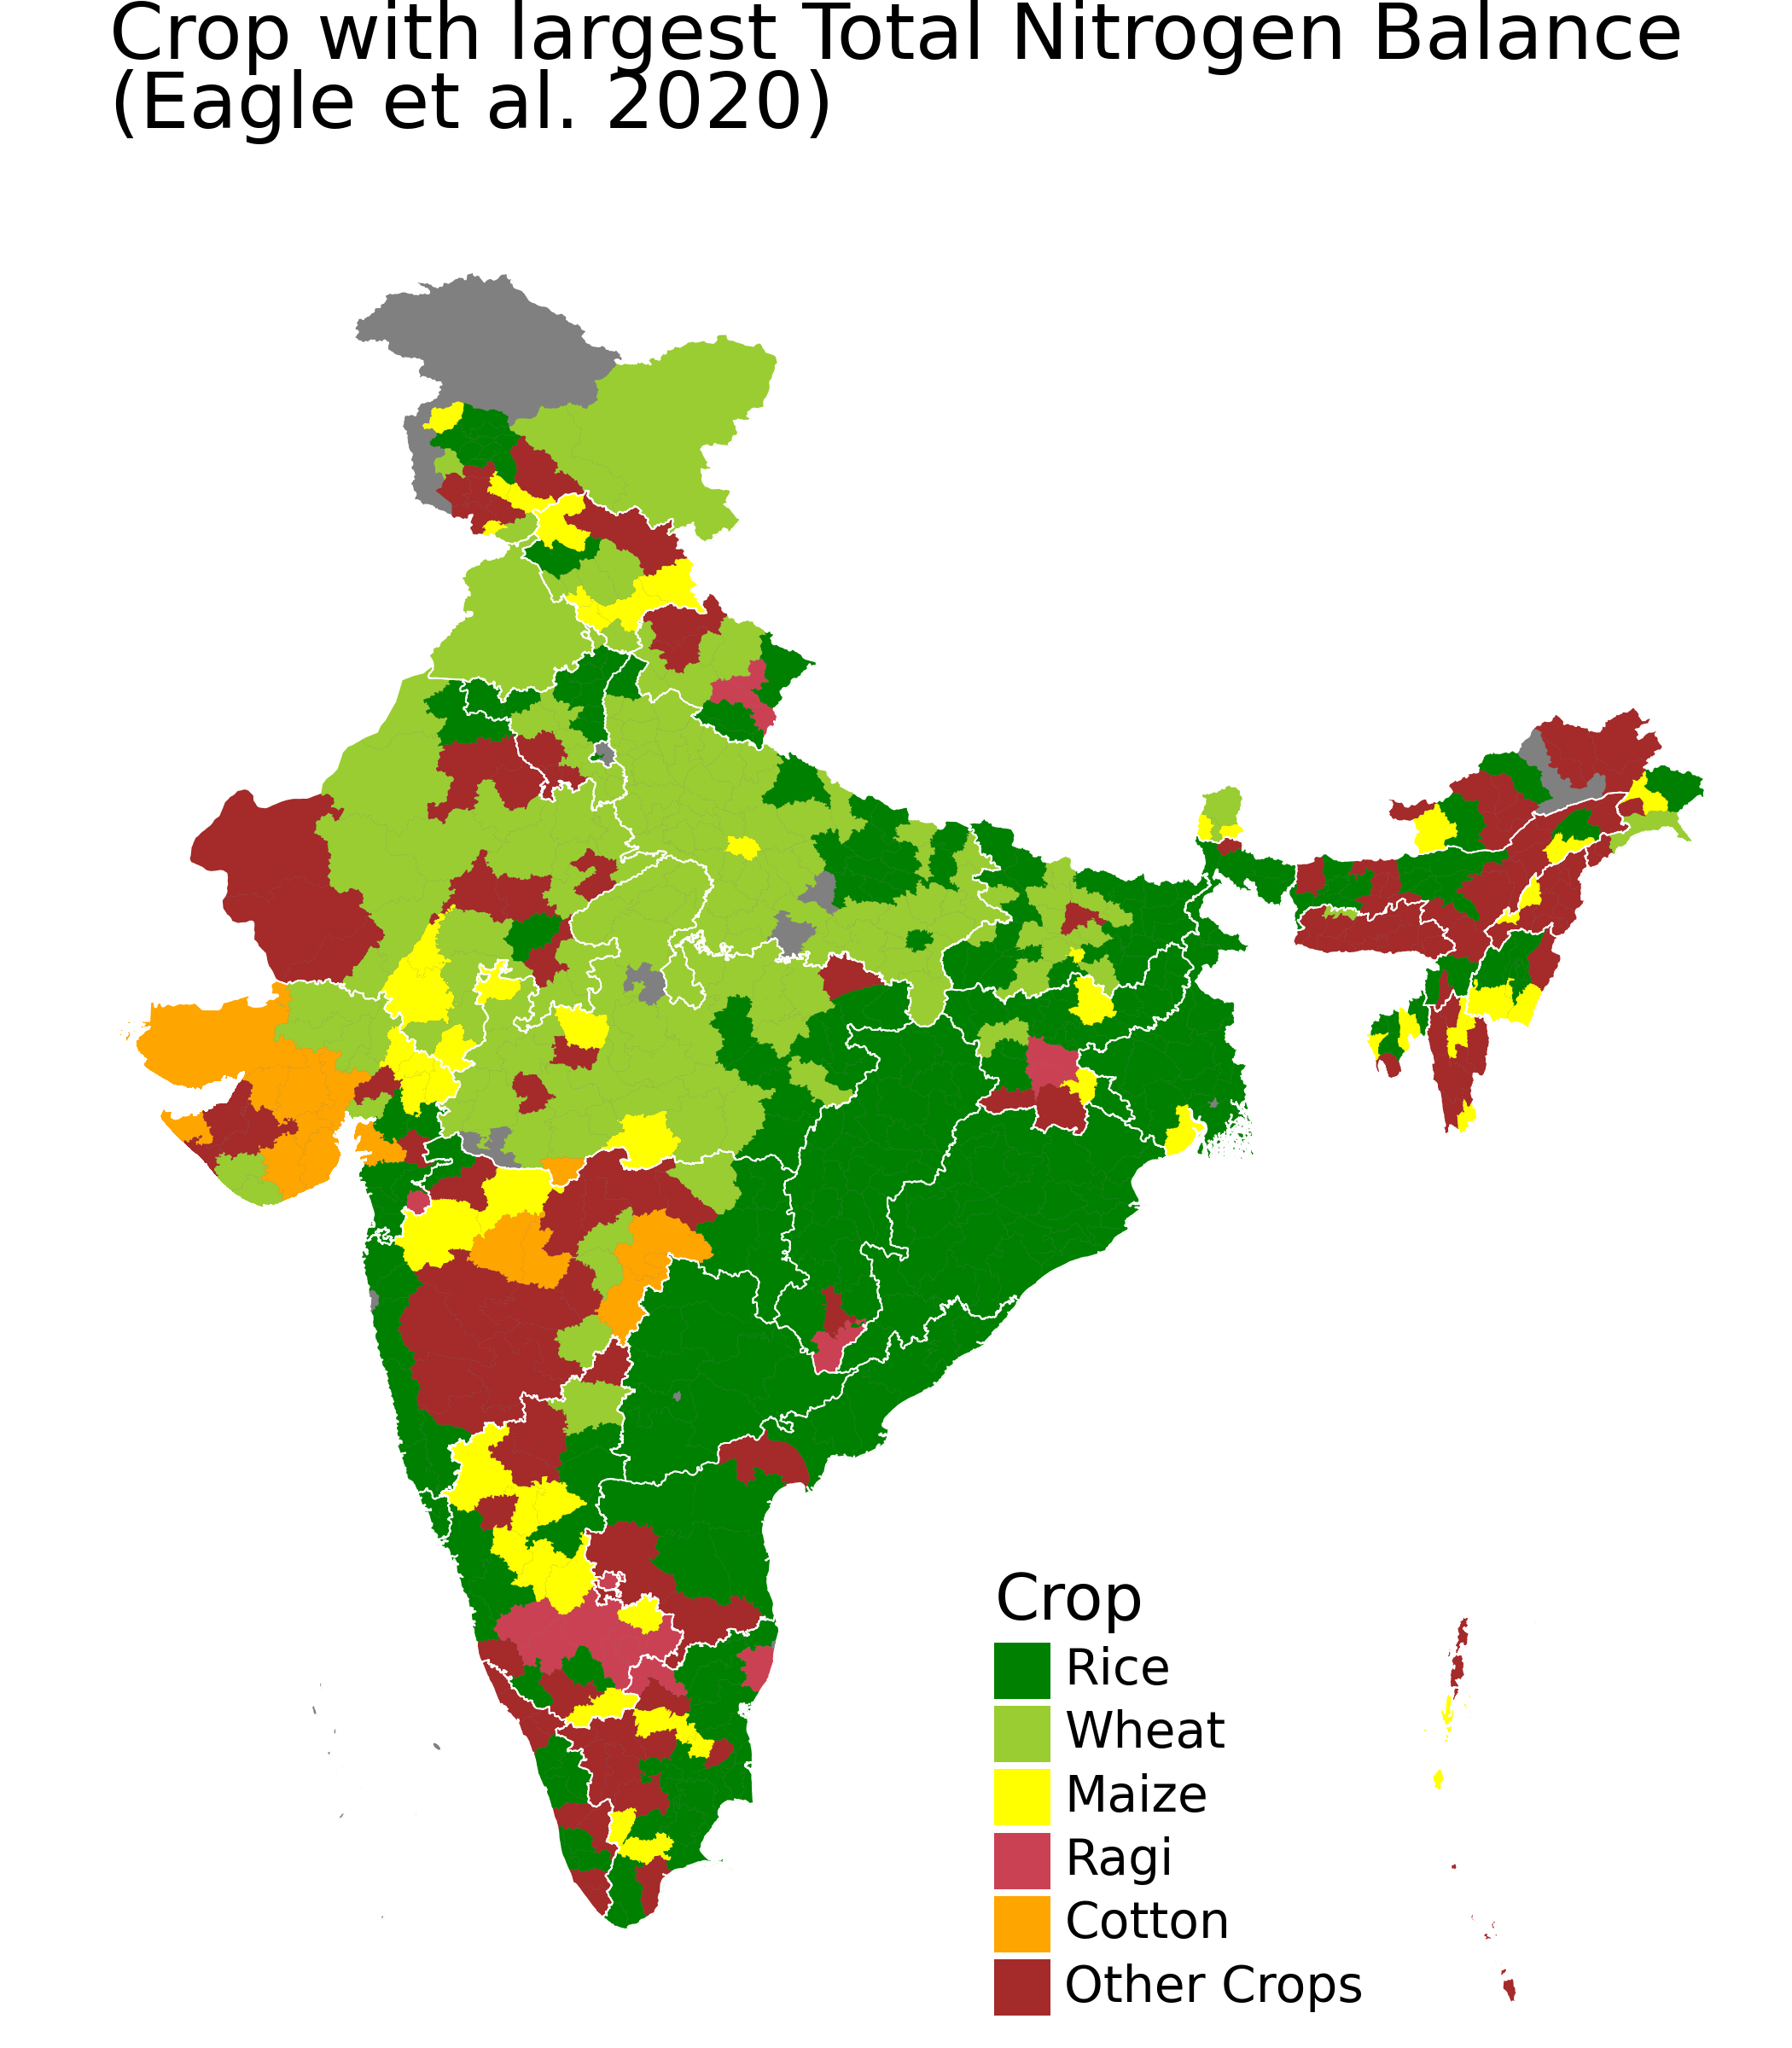 Crop with largest Total Nitrogen Balance
(Eagle et al. 2020)
Crop
Rice
Wheat
Maize
Ragi
Cotton
Other Crops